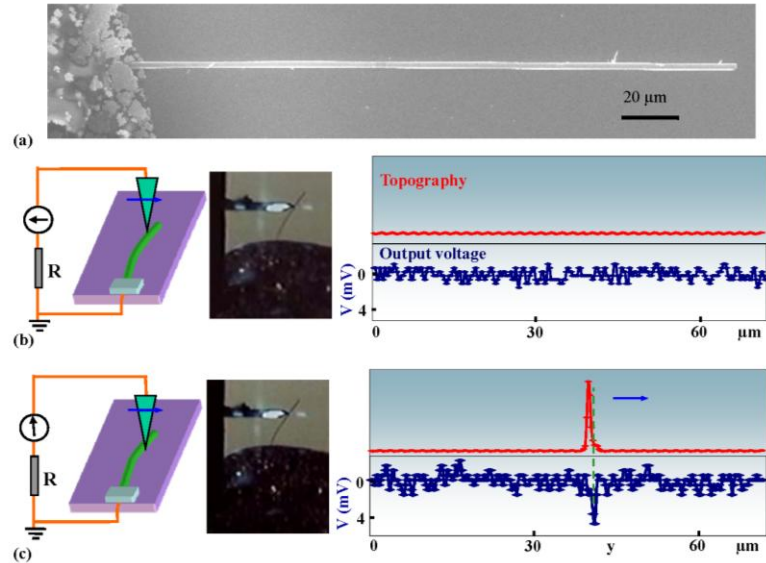 20 µm
(a)
Topography
R
Output voltage
V (mV)
0
4
0
30
60
µm
(b)
R
V (mV)
0
4
0
30
y
60
µm
(c)